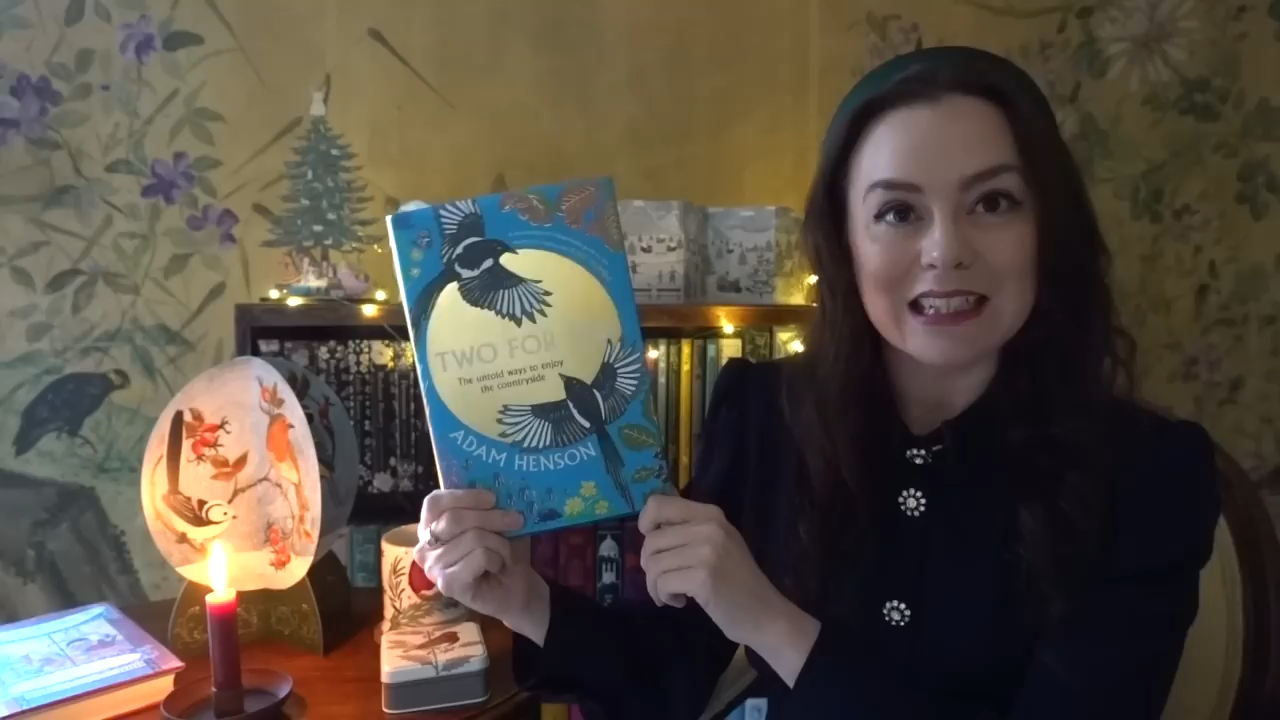 TWO FOR
The untold ways to enjoy
the countryside
ADAM HENSON